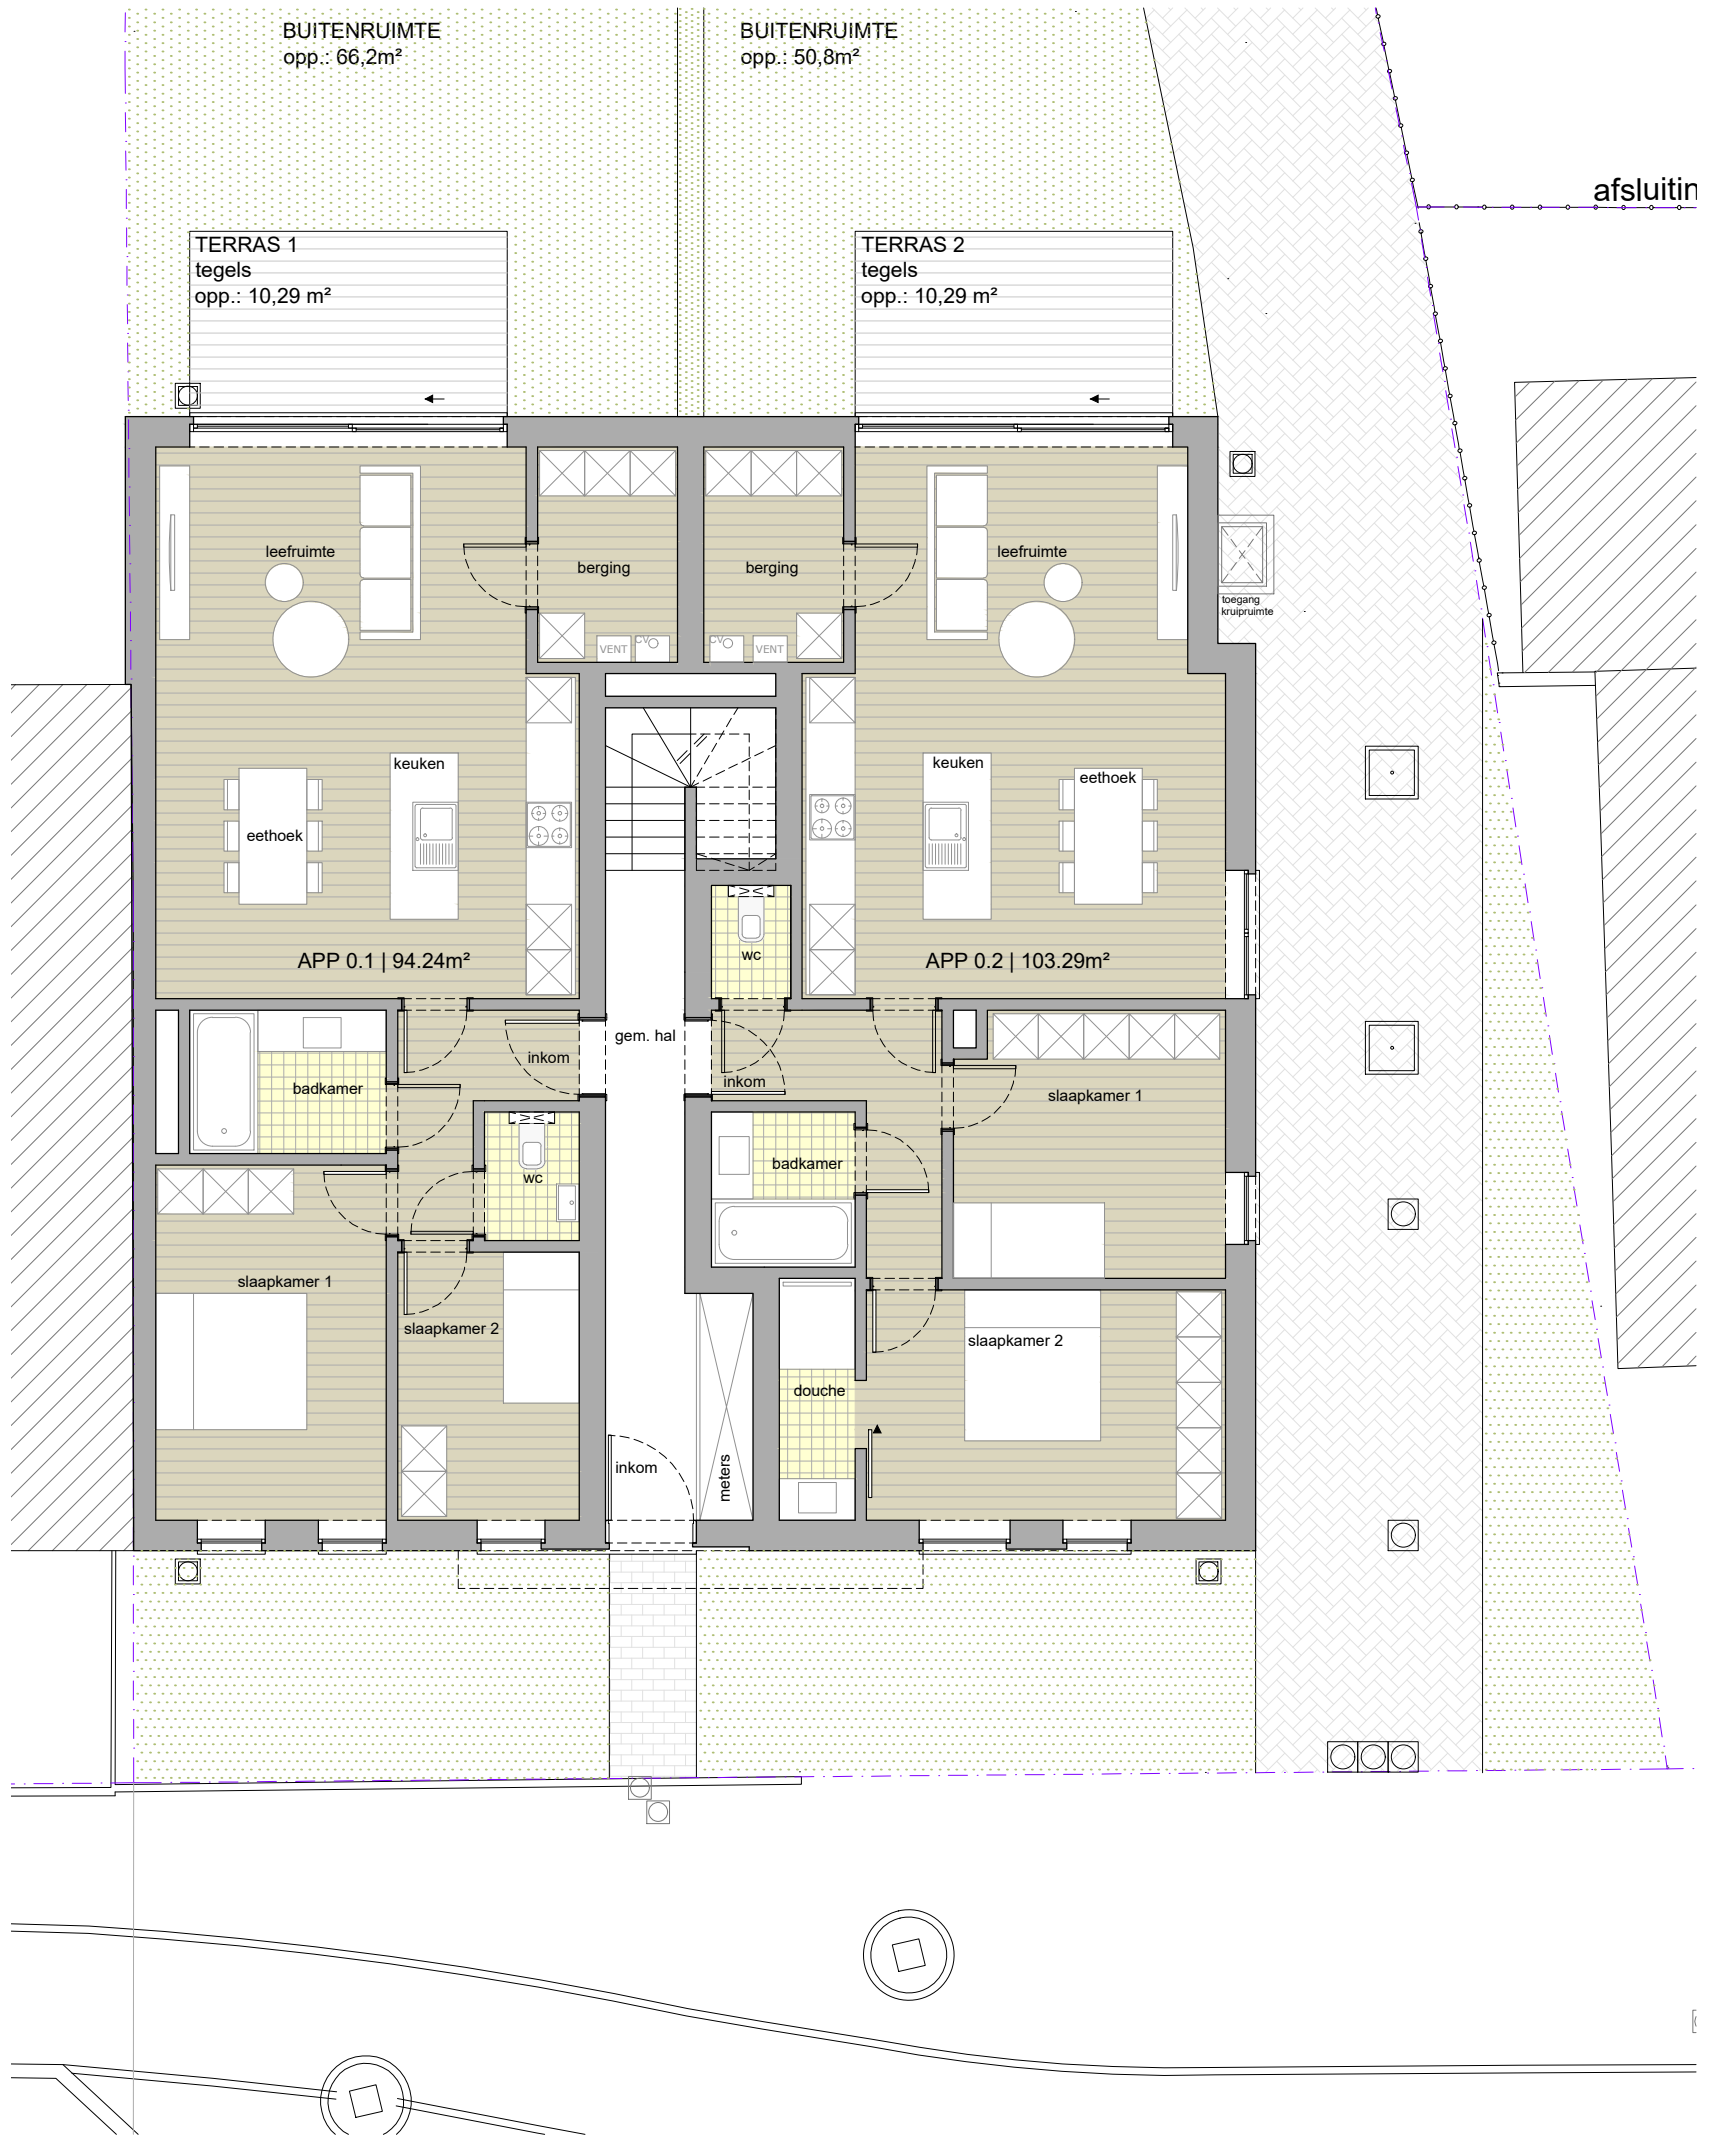 BUITENRUIMTE
opp.: 66,2m²
BUITENRUIMTE
opp.: 50,8m²
afsluitin
TERRAS 1
tegels
opp.: 10,29 m²
TERRAS 2
tegels
opp.: 10,29 m²
leefruimte
berging
berging
leefruimte
toegang
kruipruimte
VENT
CV
CV
VENT
keuken
eethoek
keuken
eethoek
APP 0.1 | 94.24m²
wc
APP 0.2 | 103.29m²
gem. hal
inkom
badkamer
inkom
slaapkamer 1
badkamer
wc
slaapkamer 1
slaapkamer 2
slaapkamer 2
douche
inkom
meters